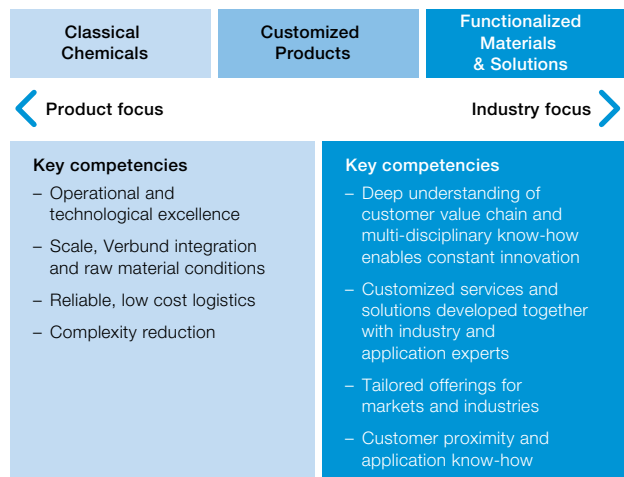 Classical
Chemicals
Customized
Products
Functionalized
Materials
& Solutions
Product focus
Industry focus
Key competencies
– Operational and
technological excellence
– Scale, Verbund integration
and raw material conditions
– Reliable, low cost logistics
– Complexity reduction
Key competencies
– Deep understanding of
customer value chain and
multi-disciplinary know-how
enables constant innovation
– Customized services and
solutions developed together
with industry and
application experts
– Tailored offerings for
markets and industries
– Customer proximity and
application know-how